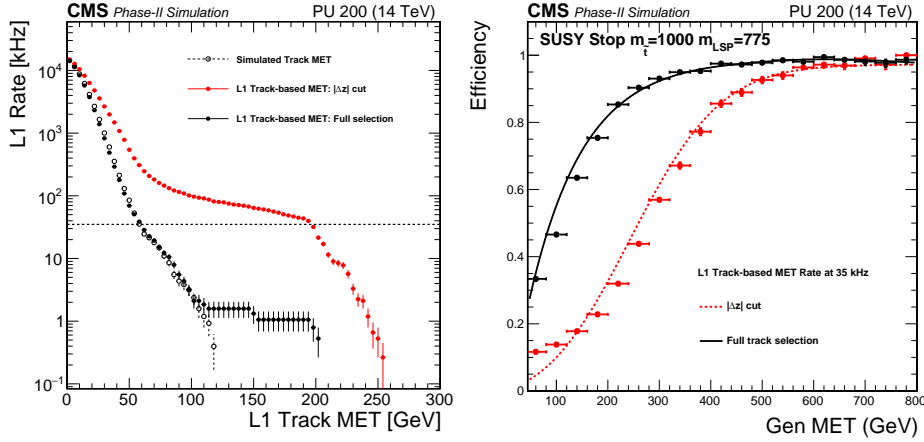 CMS Phase-II Simulation PU 200 (14 TeV)
L1 Rate [kHz]
10⁴
10³
10²
10
1
10⁻¹
Simulated Track MET
L1 Track-based MET: |Δz| cut
L1 Track-based MET: Full selection
0 50 100 150 200 250 300
L1 Track MET [GeV]
CMS Phase-II Simulation PU 200 (14 TeV)
SUSY Stop m_t̃=1000 m_LSP=775
Efficiency
1
0.8
0.6
0.4
0.2
0
L1 Track-based MET Rate at 35 kHz
|Δz| cut
Full track selection
100 200 300 400 500 600 700 800
Gen MET (GeV)